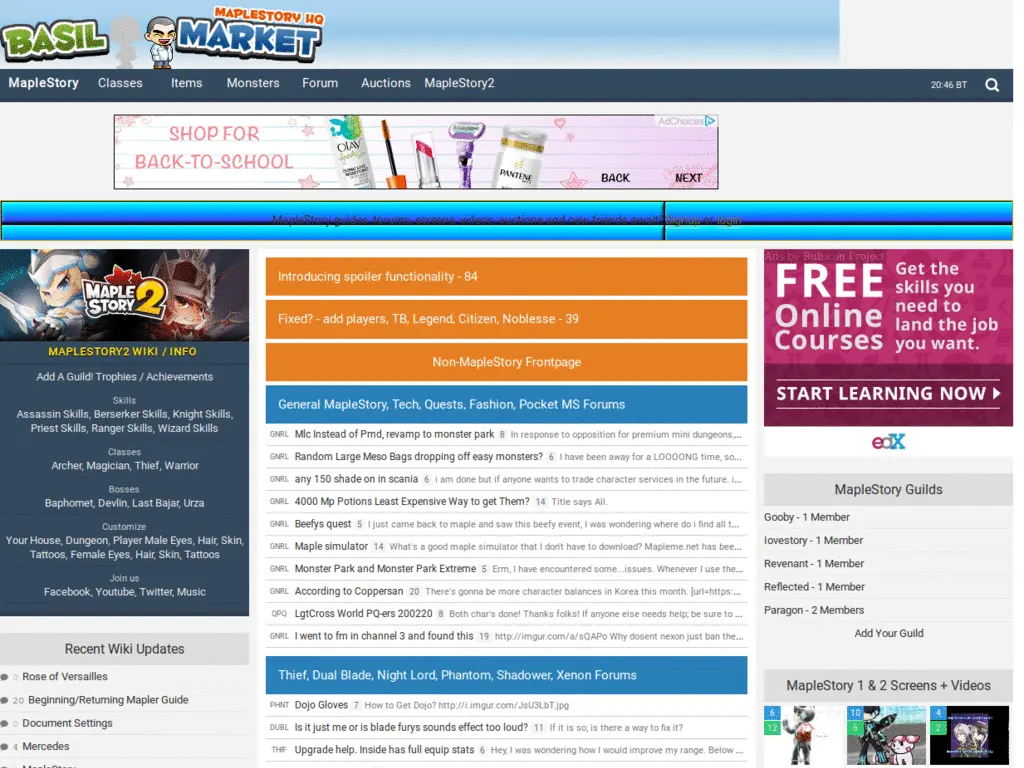 BASIL MARKET
MAPLESTORY HQ
MapleStory Classes Items Monsters Forum Auctions MapleStory2
20:46 BT
AdChoices
SHOP FOR
BACK-TO-SCHOOL
OLAY
PANTENE
BACK NEXT
MapleStory guides, forums, screens, videos, auctions and new friends await! Signup or login
MAPLE STORY 2
MAPLESTORY2 WIKI / INFO
Add A Guild! Trophies / Achievements
Skills
Assassin Skills, Berserker Skills, Knight Skills,
Priest Skills, Ranger Skills, Wizard Skills
Classes
Archer, Magician, Thief, Warrior
Bosses
Baphomet, Devlin, Last Bajar, Urza
Customize
Your House, Dungeon, Player Male Eyes, Hair, Skin,
Tattoos, Female Eyes, Hair, Skin, Tattoos
Join us
Facebook, Youtube, Twitter, Music
Recent Wiki Updates
0 Rose of Versailles
20 Beginning/Returning Mapler Guide
0 Document Settings
4 Mercedes
Introducing spoiler functionality - 84
Fixed? - add players, TB, Legend, Citizen, Noblesse - 39
Non-MapleStory Frontpage
General MapleStory, Tech, Quests, Fashion, Pocket MS Forums
GNRL Mlc Instead of Pmd, revamp to monster park 8 In response to opposition for premium mini dungeons,...
GNRL Random Large Meso Bags dropping off easy monsters? 6 I have been away for a LOOOONG time, so...
GNRL any 150 shade on in scania 6 i am done but if anyone wants to trade character services in the future. i...
GNRL 4000 Mp Potions Least Expensive Way to get Them? 14 Title says All.
GNRL Beefys quest 5 I just came back to maple and saw this beefy event, I was wondering where do i find all t...
GNRL Maple simulator 14 What's a good maple simulator that I don't have to download? Mapleme.net has bee...
GNRL Monster Park and Monster Park Extreme 5 Erm, I have encountered some...issues. Whenever I use the...
GNRL According to Coppersan 20 There's gonna be more character balances in Korea this month. [url=https:...
QPQ LgtCross World PQ-ers 200220 8 Both char's done! Thanks folks! If anyone else needs help; be sure to ...
GNRL I went to fm in channel 3 and found this 19 http://imgur.com/a/sQAPo Why dosent nexon just ban the...
Thief, Dual Blade, Night Lord, Phantom, Shadower, Xenon Forums
PHNT Dojo Gloves 7 How to Get Dojo? http://i.imgur.com/JsU3LbT.jpg
DUBL Is it just me or is blade furys sounds effect too loud? 11 If it is so, is there a way to fix it?
THIF Upgrade help. Inside has full equip stats 6 Hey, I was wondering how I would improve my range. Below ...
Ads by Rubicon Project
FREE
Online
Courses
Get the
skills you
need to
land the job
you want.
START LEARNING NOW
edX
MapleStory Guilds
Gooby - 1 Member
Iovestory - 1 Member
Revenant - 1 Member
Reflected - 1 Member
Paragon - 2 Members
Add Your Guild
MapleStory 1 & 2 Screens + Videos
6 10 4
12 6 2